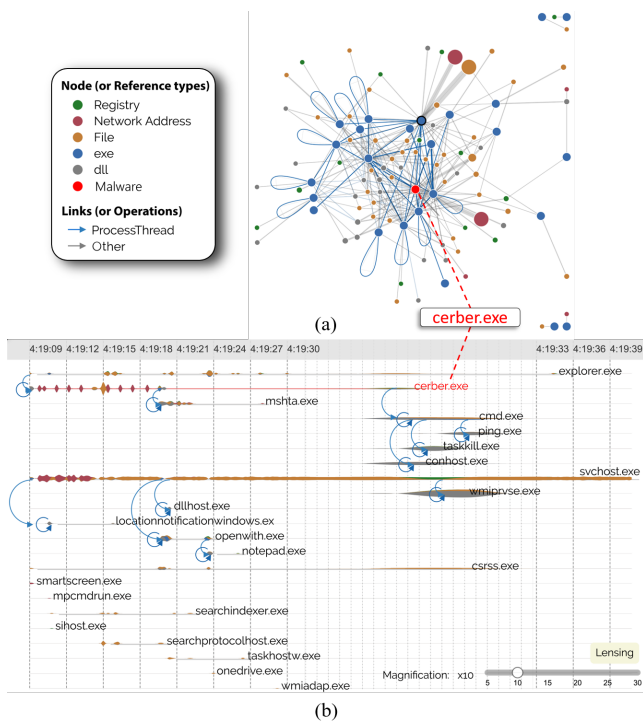 Node (or Reference types)
Registry
Network Address
File
exe
dll
Malware
Links (or Operations)
ProcessThread
Other
(a)
cerber.exe
4:19:09 4:19:12 4:19:15 4:19:18 4:19:21 4:19:24 4:19:27 4:19:30 4:19:33 4:19:36 4:19:39
explorer.exe
cerber.exe
mshta.exe
cmd.exe
ping.exe
taskkill.exe
conhost.exe
svchost.exe
wmiprvse.exe
dllhost.exe
locationnotificationwindows.ex
openwith.exe
notepad.exe
csrss.exe
smartscreen.exe
mpcmdrun.exe
searchindexer.exe
sihost.exe
searchprotocolhost.exe
taskhostw.exe
onedrive.exe
wmiadap.exe
Lensing
Magnification: x10
5 10 15 20 25 30
(b)